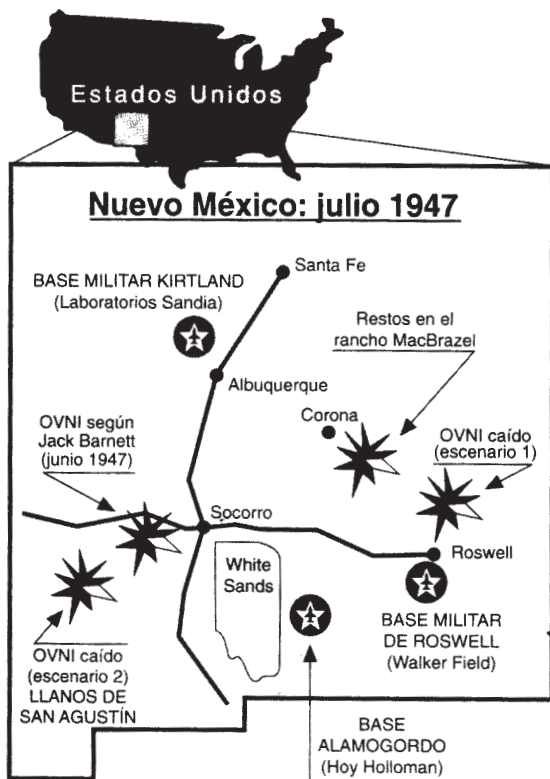 Estados Unidos
Nuevo México: julio 1947
Santa Fe
BASE MILITAR KIRTLAND
(Laboratorios Sandia)
Restos en el
rancho MacBrazel
Albuquerque
Corona
OVNI según
Jack Barnett
(junio 1947)
OVNI caído
(escenario 1)
Socorro
Roswell
White
Sands
BASE MILITAR
DE ROSWELL
(Walker Field)
OVNI caído
(escenario 2)
LLANOS DE
SAN AGUSTÍN
BASE
ALAMOGORDO
(Hoy Holloman)